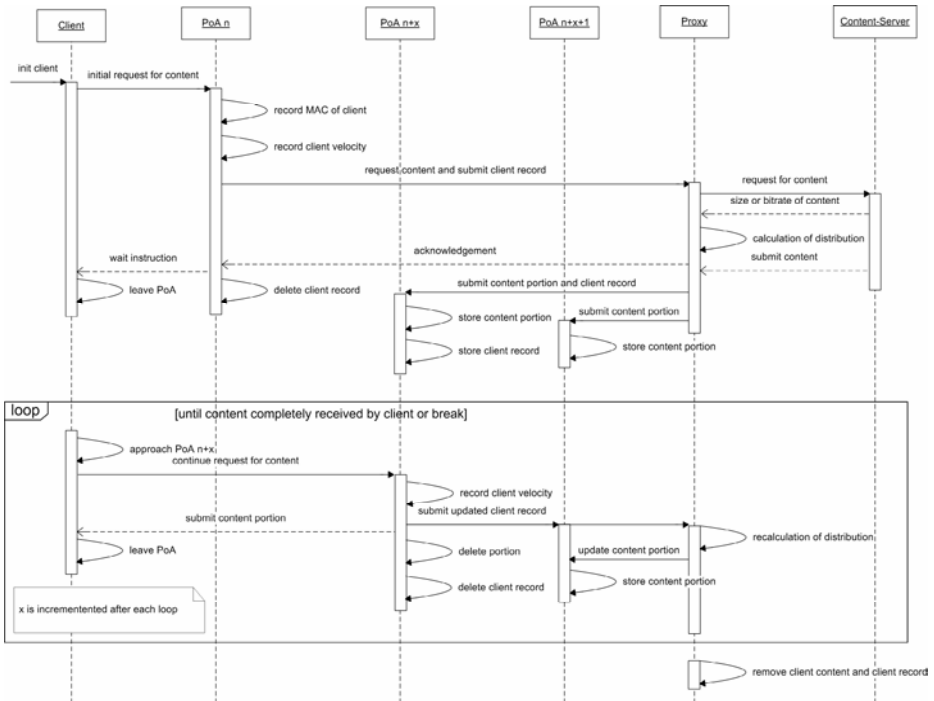 Client
PoA n
PoA n+x
PoA n+x+1
Proxy
Content-Server
init client
initial request for content
record MAC of client
record client velocity
request content and submit client record
request for content
size or bitrate of content
calculation of distribution
submit content
acknowledgement
wait instruction
leave PoA
delete client record
submit content portion and client record
store content portion
submit content portion
store client record
store content portion
loop
[until content completely received by client or break]
approach PoA n+x
continue request for content
record client velocity
submit updated client record
submit content portion
recalculation of distribution
leave PoA
delete portion
update content portion
delete client record
store content portion
x is incrementented after each loop
remove client content and client record